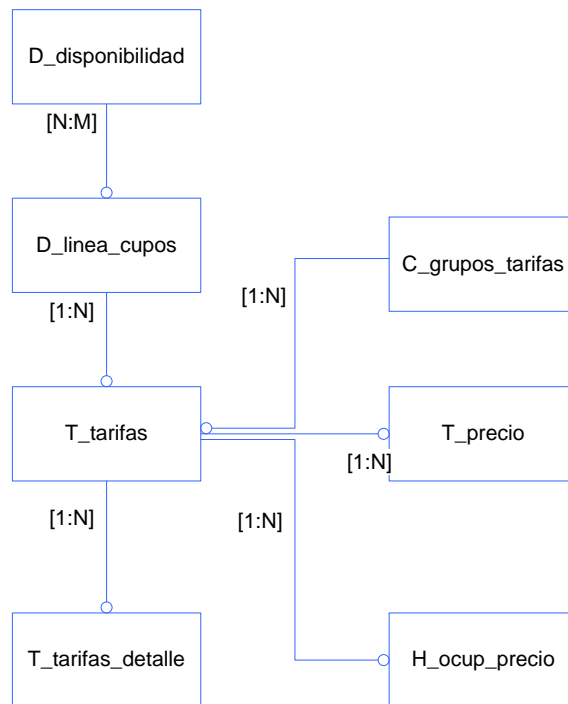 D_disponibilidad
[N:M]
D_linea_cupos
C_grupos_tarifas
[1:N]
[1:N]
T_tarifas
T_precio
[1:N]
[1:N]
[1:N]
T_tarifas_detalle
H_ocup_precio